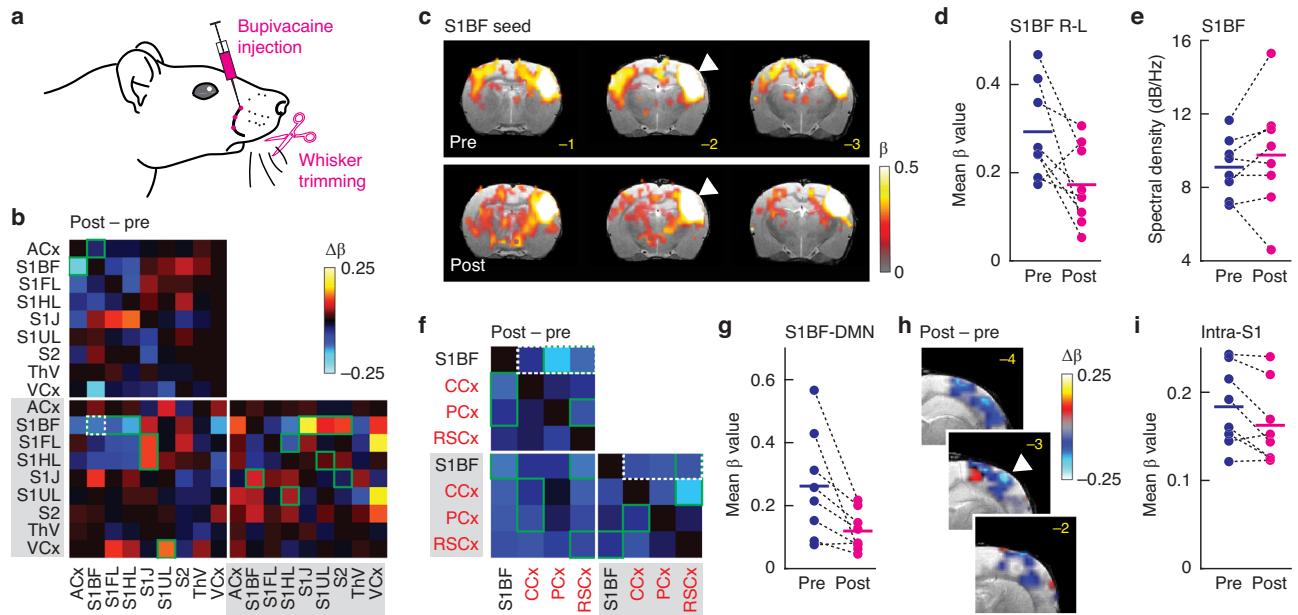 a
Bupivacaine
injection
Whisker
trimming
b
Post – pre
ACx
S1BF
S1FL
S1HL
S1J
S1UL
S2
ThV
VCx
Δβ
0.25
−0.25
ACx
S1BF
S1FL
S1HL
S1J
S1UL
S2
ThV
VCx
ACx
S1BF
S1FL
S1HL
S1J
S1UL
S2
ThV
VCx
ACx
S1BF
S1FL
S1HL
S1J
S1UL
S2
ThV
VCx
c
S1BF seed
Pre
−1
−2
−3
Post
β
0.5
0
d
S1BF R-L
Mean β value
0.4
0.2
0
Pre
Post
e
S1BF
Spectral density (dB/Hz)
16
12
8
4
Pre
Post
f
Post – pre
S1BF
CCx
PCx
RSCx
S1BF
CCx
PCx
RSCx
S1BF
CCx
PCx
RSCx
S1BF
CCx
PCx
RSCx
g
S1BF-DMN
Mean β value
0.6
0.4
0.2
0
Pre
Post
h
Post – pre
−4
−3
−2
Δβ
0.25
−0.25
i
Intra-S1
Mean β value
0.2
0.1
0
Pre
Post